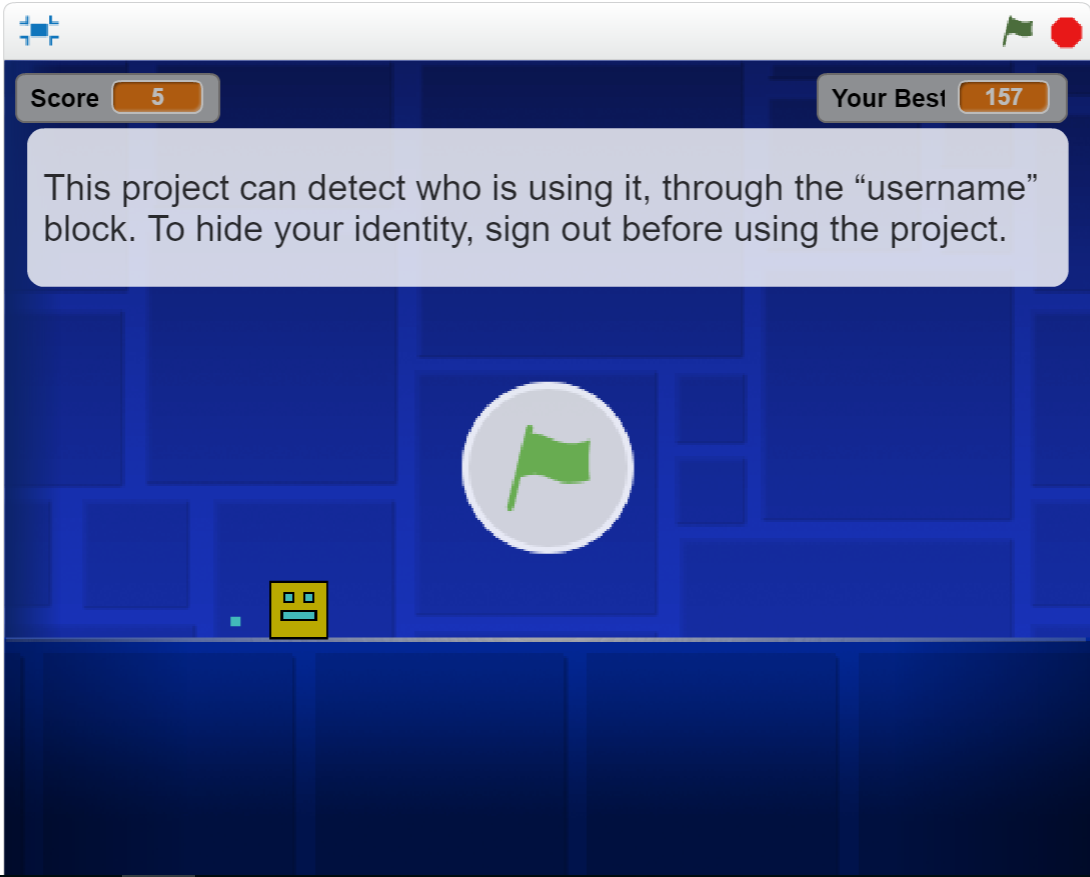 Score 5 Your Best 157
This project can detect who is using it, through the “username”
block. To hide your identity, sign out before using the project.